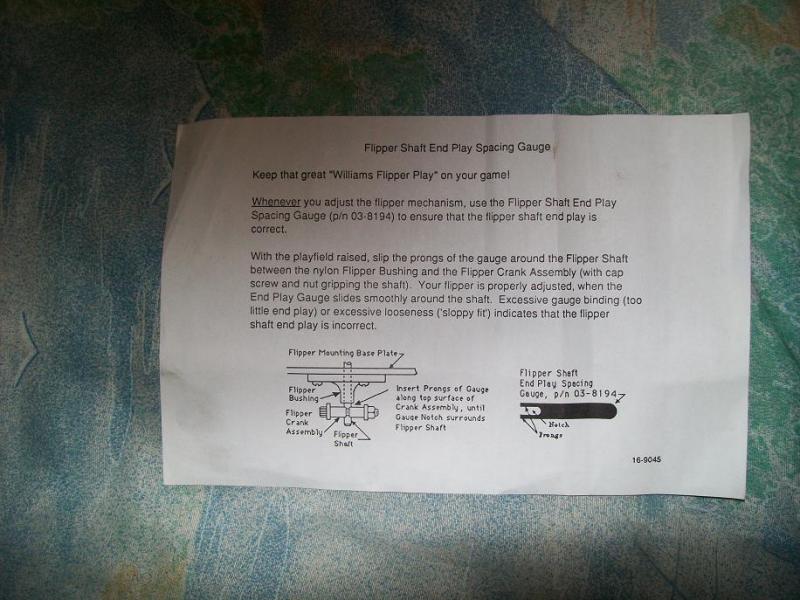 Flipper Shaft End Play Spacing Gauge
Keep that great "Williams Flipper Play" on your game!
Whenever you adjust the flipper mechanism, use the Flipper Shaft End Play
Spacing Gauge (p/n 03-8194) to ensure that the flipper shaft end play is
correct.
With the playfield raised, slip the prongs of the gauge around the Flipper Shaft
between the nylon Flipper Bushing and the Flipper Crank Assembly (with cap
screw and nut gripping the shaft). Your flipper is properly adjusted, when the
End Play Gauge slides smoothly around the shaft. Excessive gauge binding (too
little end play) or excessive looseness ('sloppy fit') indicates that the flipper
shaft end play is incorrect.
Flipper Mounting Base Plate
Flipper
Bushing
Flipper
Crank
Assembly
Flipper
Shaft
Insert Prongs of Gauge
along top surface of
Crank Assembly, until
Gauge Notch surrounds
Flipper Shaft
Flipper Shaft
End Play Spacing
Gauge, p/n 03-8194
Notch
Prongs
16-9045